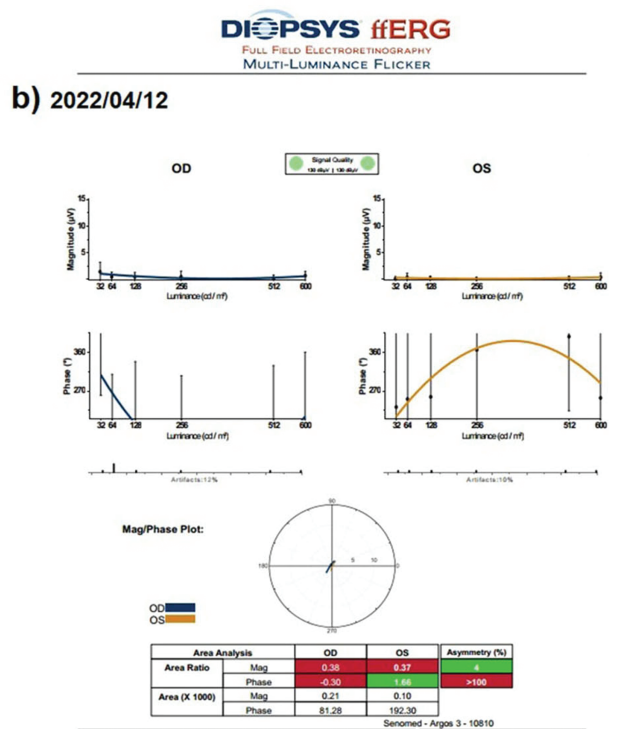 DIOPSYS ffERG
FULL FIELD ELECTRORETINOGRAPHY
MULTI-LUMINANCE FLICKER
b) 2022/04/12
OD
Signal Quality
130 dBµV | 130 dBµV
OS
Magnitude (µV)
15
10
5
32 64 128 256 512 600
Luminance (cd / m²)
Magnitude (µV)
15
10
5
32 64 128 256 512 600
Luminance (cd / m²)
Phase (°)
360
270
32 64 128 256 512 600
Luminance (cd / m²)
Phase (°)
360
270
32 64 128 256 512 600
Luminance (cd / m²)
Artifacts:12%
Artifacts:10%
Mag/Phase Plot:
90
180
5 10 0
270
OD
OS
Area Analysis OD OS Asymmetry (%)
Area Ratio Mag 0.38 0.37 4
Phase -0.30 1.66 >100
Area (X 1000) Mag 0.21 0.10
Phase 81.28 192.30
Senomed - Argos 3 - 10810